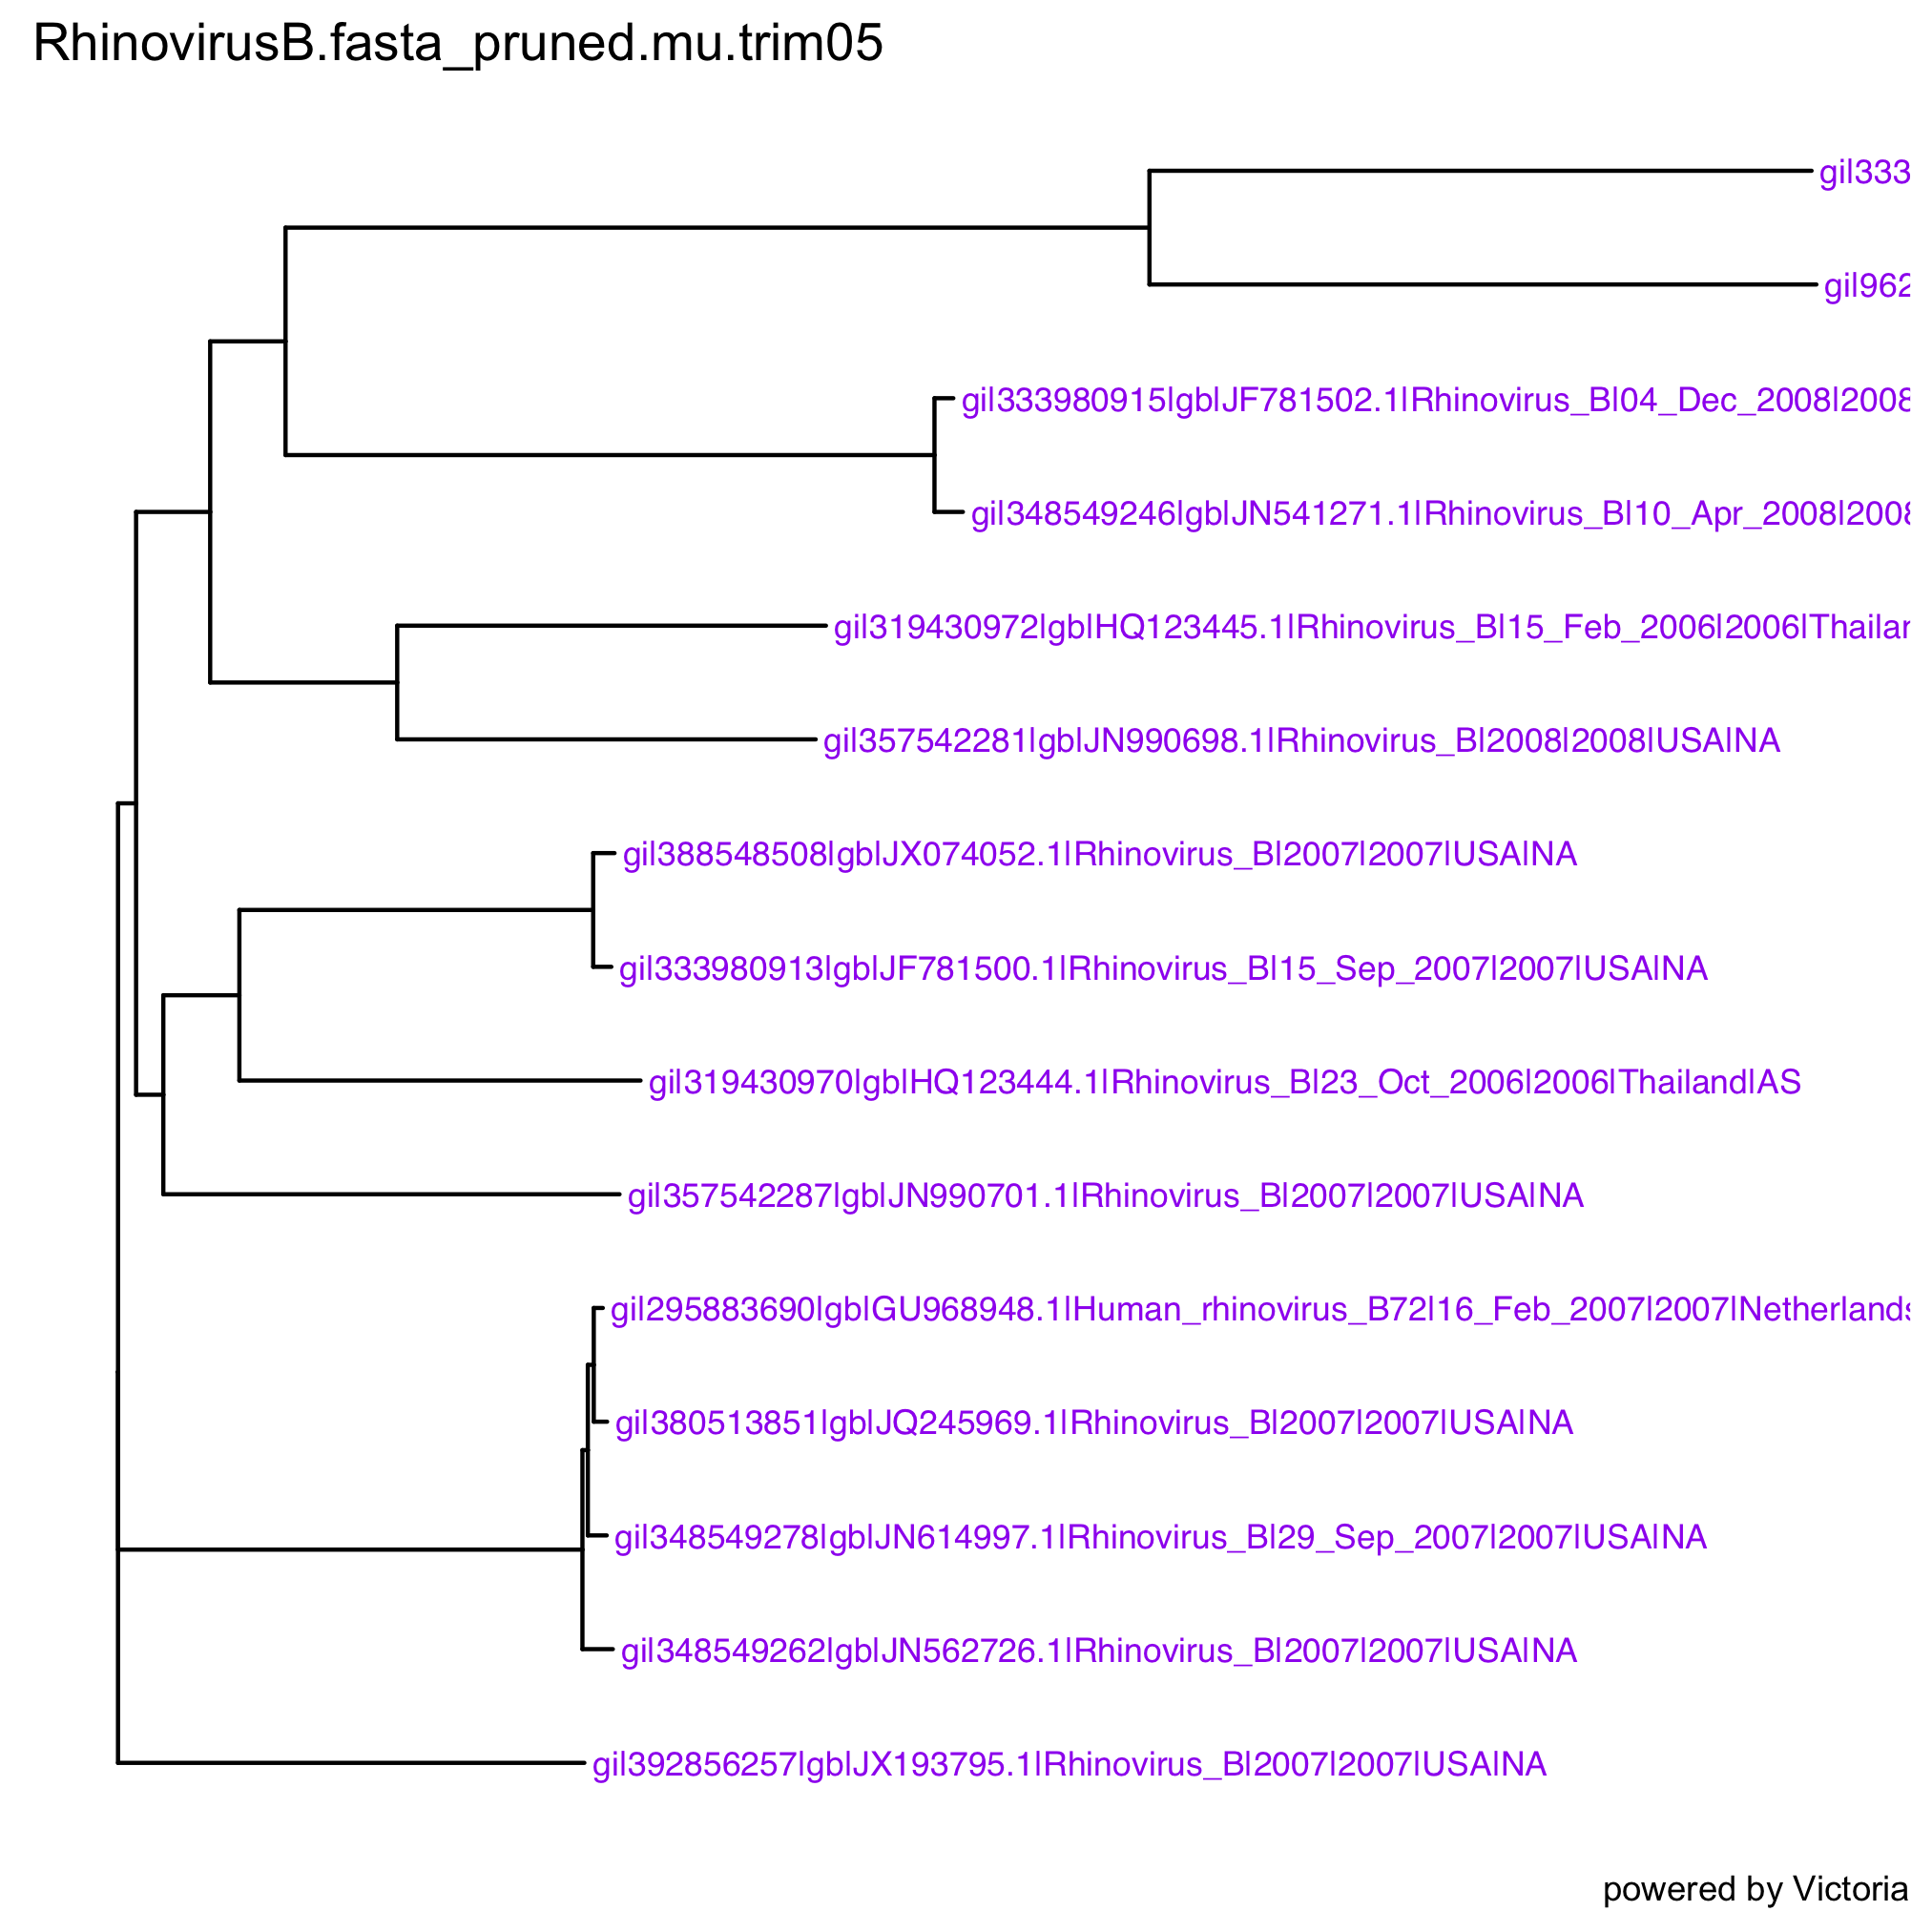 RhinovirusB.fasta_pruned.mu.trim05
gi|333
gi|962
gi|333980915|gb|JF781502.1|Rhinovirus_B|04_Dec_2008|2008
gi|348549246|gb|JN541271.1|Rhinovirus_B|10_Apr_2008|2008
gi|319430972|gb|HQ123445.1|Rhinovirus_B|15_Feb_2006|2006|Thailan
gi|357542281|gb|JN990698.1|Rhinovirus_B|2008|2008|USA|NA
gi|388548508|gb|JX074052.1|Rhinovirus_B|2007|2007|USA|NA
gi|333980913|gb|JF781500.1|Rhinovirus_B|15_Sep_2007|2007|USA|NA
gi|319430970|gb|HQ123444.1|Rhinovirus_B|23_Oct_2006|2006|Thailand|AS
gi|357542287|gb|JN990701.1|Rhinovirus_B|2007|2007|USA|NA
gi|295883690|gb|GU968948.1|Human_rhinovirus_B72|16_Feb_2007|2007|Netherlands
gi|380513851|gb|JQ245969.1|Rhinovirus_B|2007|2007|USA|NA
gi|348549278|gb|JN614997.1|Rhinovirus_B|29_Sep_2007|2007|USA|NA
gi|348549262|gb|JN562726.1|Rhinovirus_B|2007|2007|USA|NA
gi|392856257|gb|JX193795.1|Rhinovirus_B|2007|2007|USA|NA
powered by Victoria